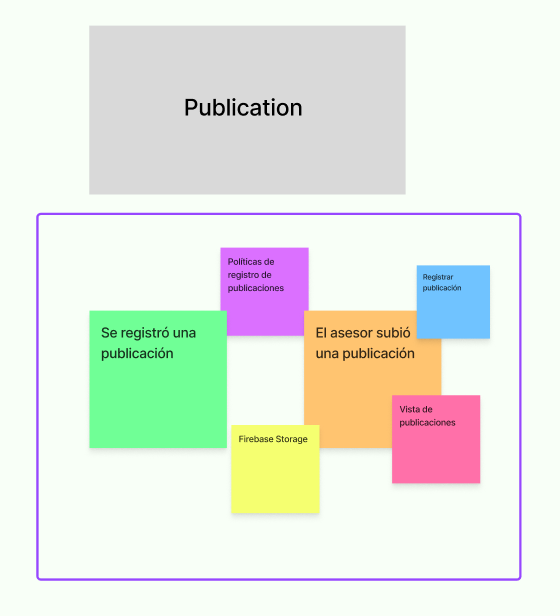 Publication
Políticas de
registro de
publicaciones
Registrar
publicación
Se registró una
publicación
El asesor subió
una publicación
Vista de
publicaciones
Firebase Storage